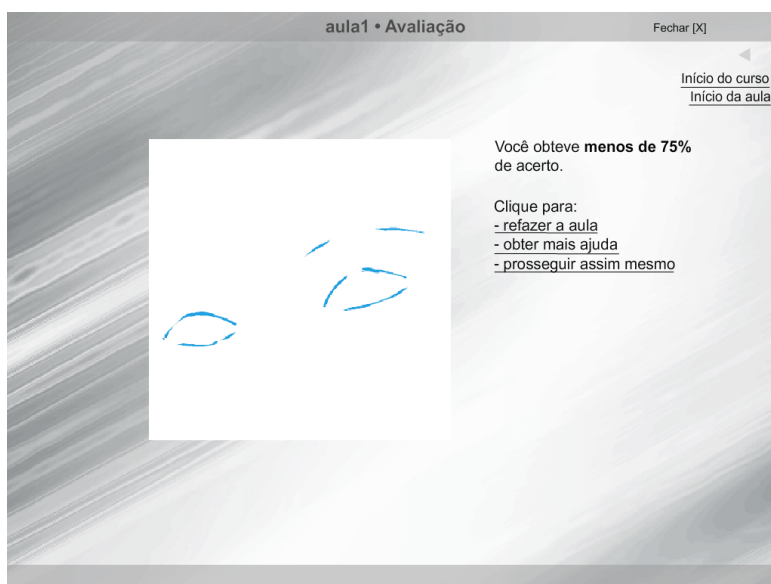 aula1 • Avaliação
Fechar [X]
Início do curso
Início da aula
Você obteve menos de 75%
de acerto.
Clique para:
- refazer a aula
- obter mais ajuda
- prosseguir assim mesmo